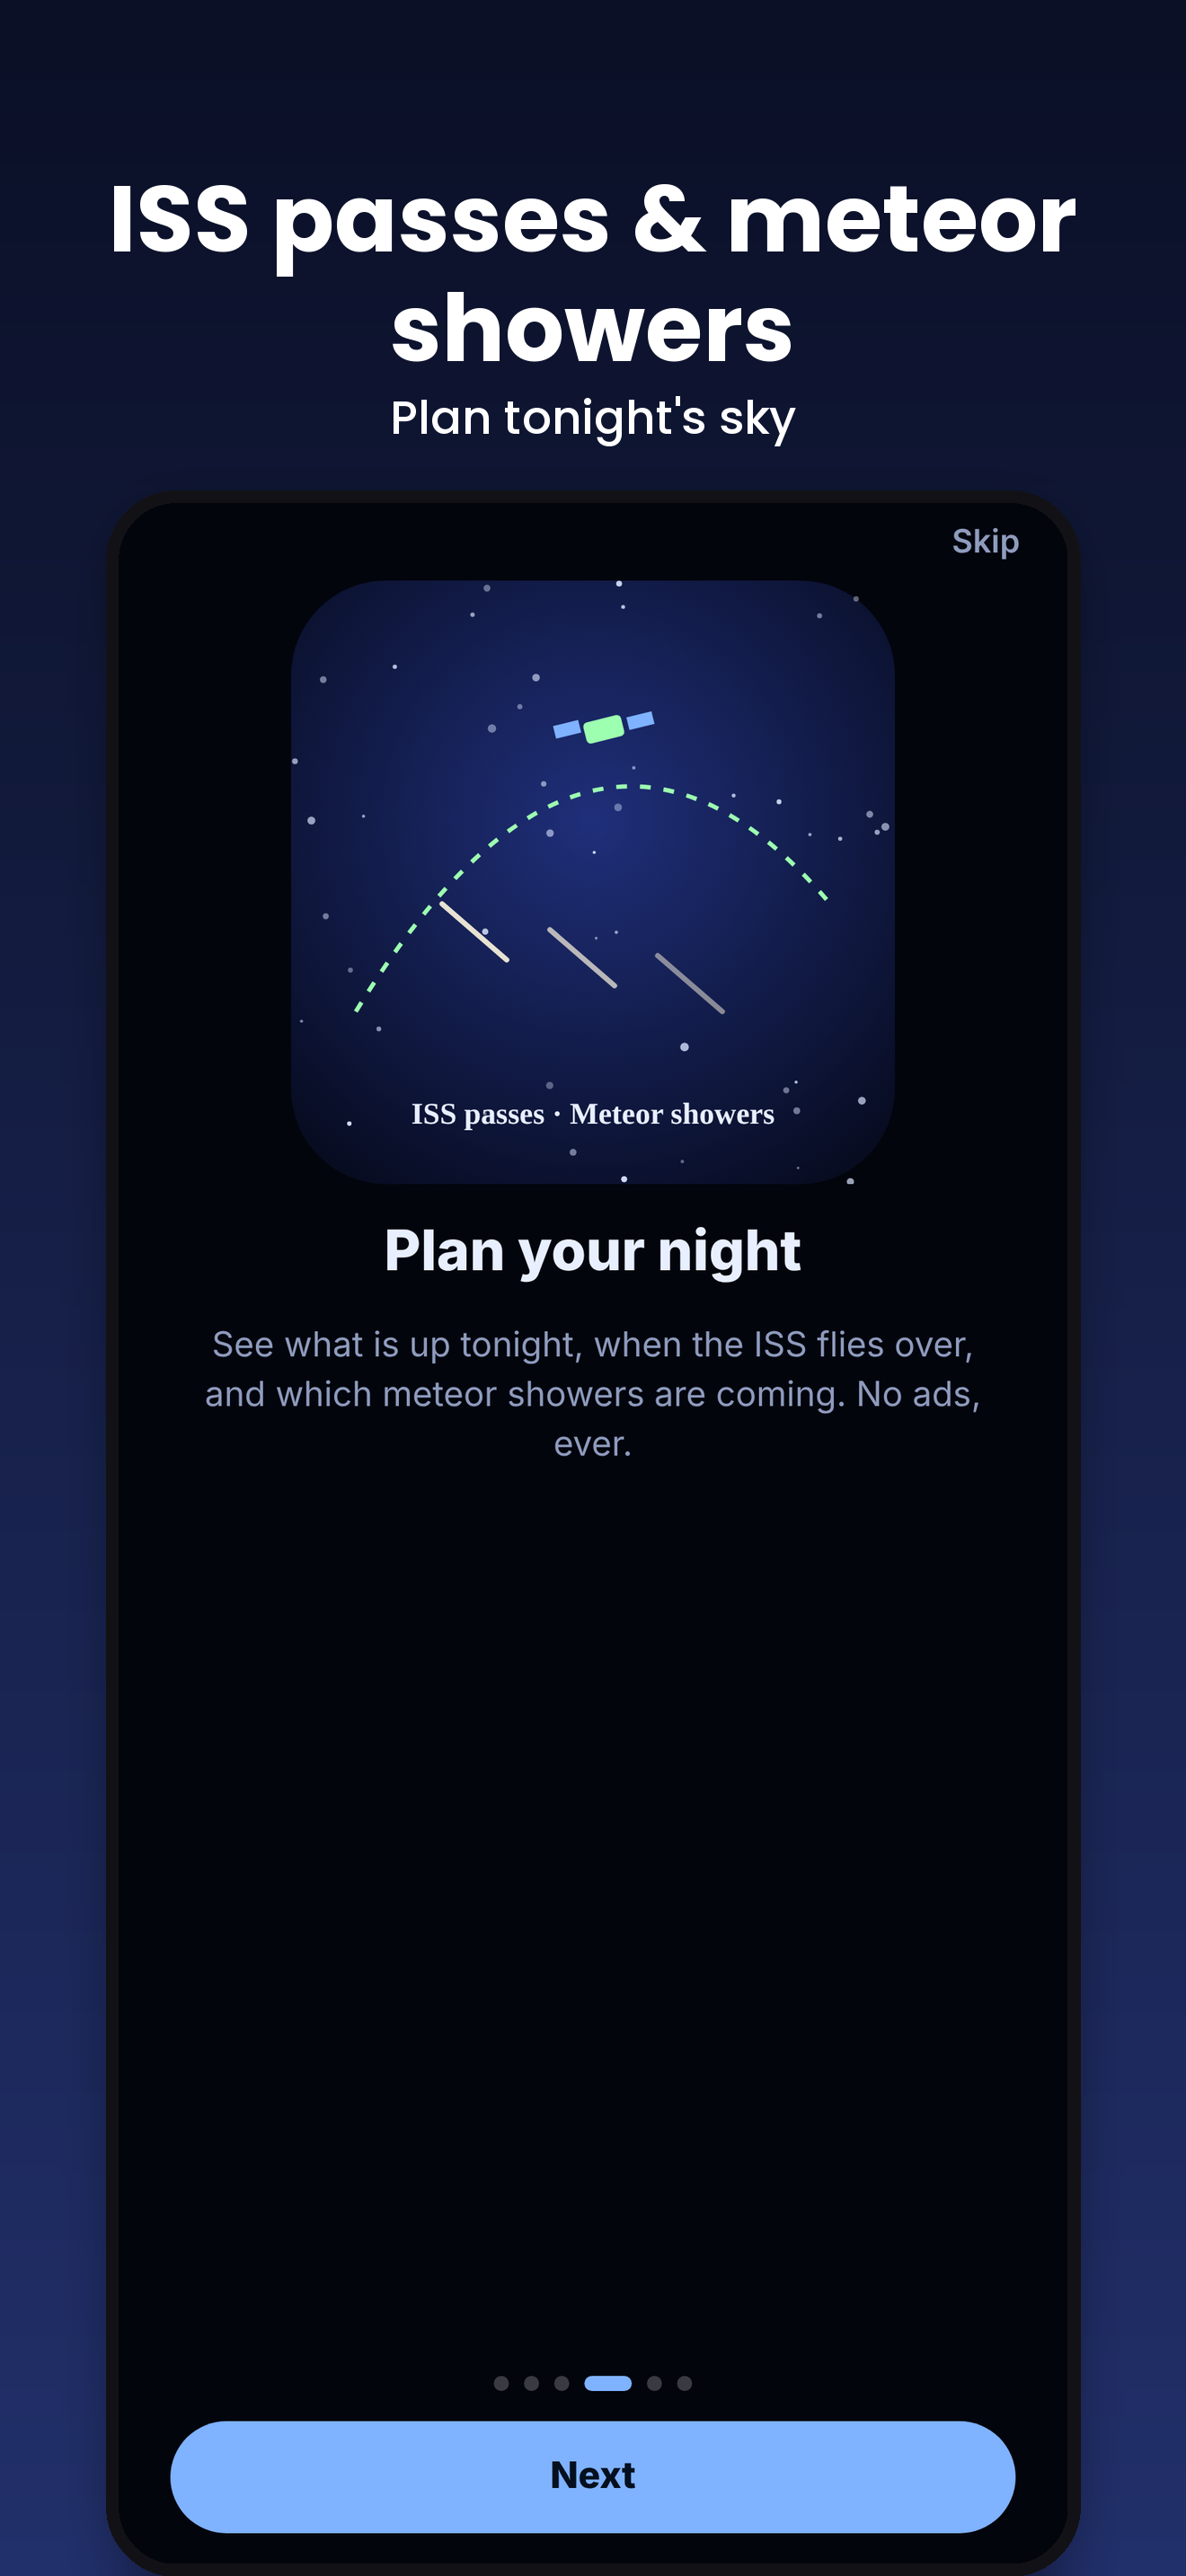 ISS passes & meteor
showers
Plan tonight's sky
Skip
ISS passes · Meteor showers
Plan your night
See what is up tonight, when the ISS flies over,
and which meteor showers are coming. No ads,
ever.
Next